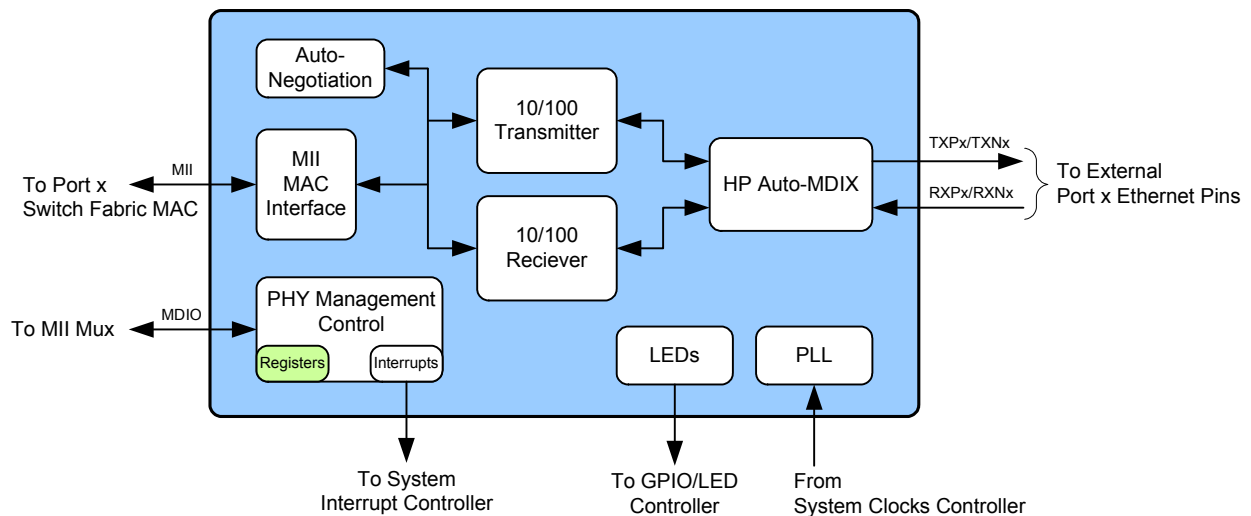 Auto-
Negotiation
10/100
Transmitter
MII
MAC
Interface
MII
To Port x
Switch Fabric MAC
HP Auto-MDIX
TXPx/TXNx
RXPx/RXNx
To External
Port x Ethernet Pins
10/100
Reciever
PHY Management
Control
Registers
Interrupts
MDIO
To MII Mux
LEDs
PLL
To System
Interrupt Controller
To GPIO/LED
Controller
From
System Clocks Controller